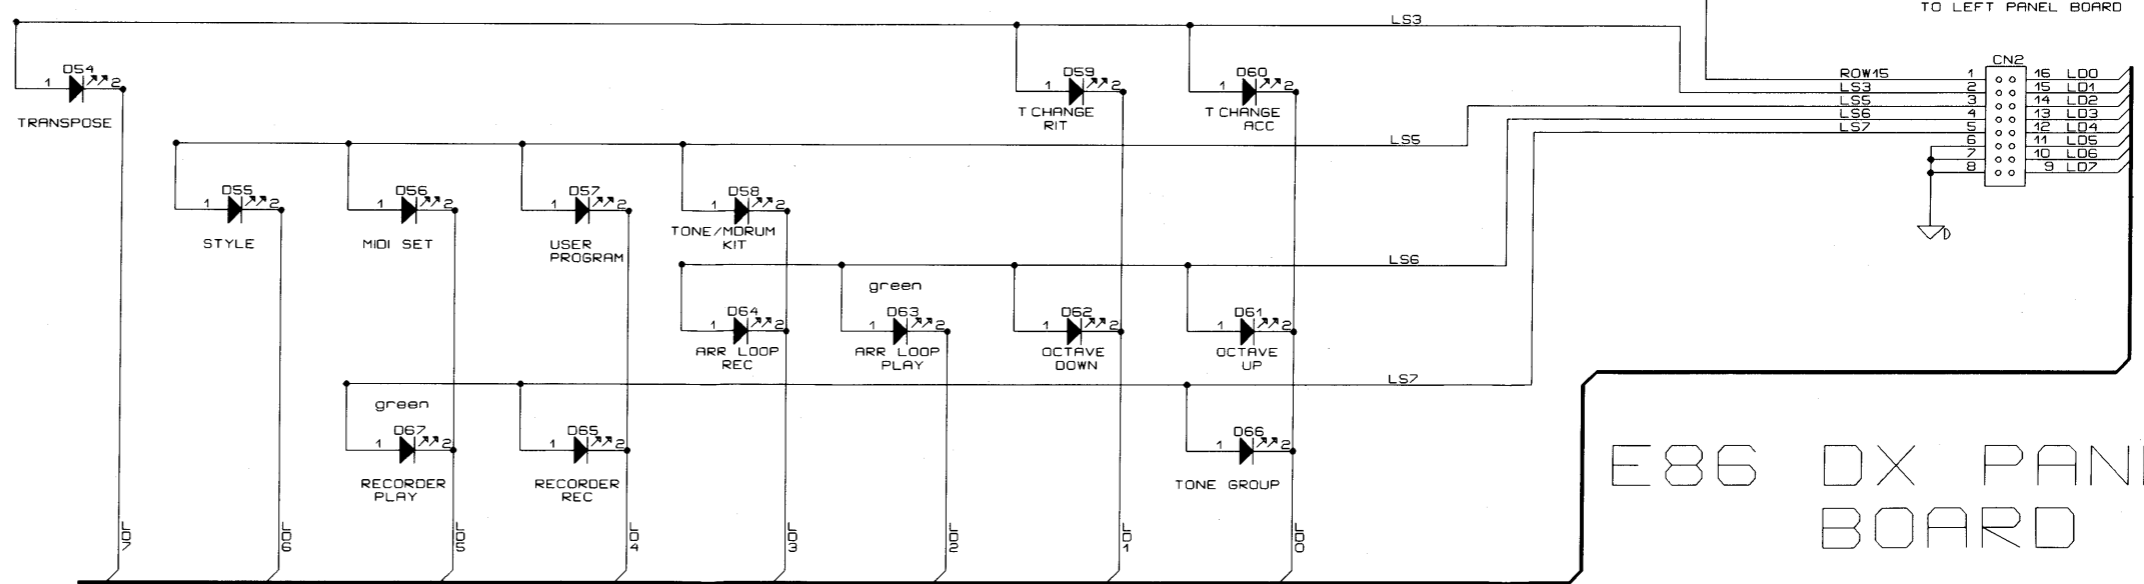 TO LEFT PANEL BOARD
LS3
CN2
D54
1 2
TRANSPOSE
D59
1 2
T CHANGE
RIT
D60
1 2
T CHANGE
ACC
ROW15 1 16 LD0
LS3 2 15 LD1
LS5 3 14 LD2
LS6 4 13 LD3
LS7 5 12 LD4
6 11 LD5
7 10 LD6
8 9 LD7
LS5
D55
1 2
STYLE
D56
1 2
MIDI SET
D57
1 2
USER
PROGRAM
D58
1 2
TONE/MDRUM
KIT
D
LS6
D64
1 2
ARR LOOP
REC
green
D63
1 2
ARR LOOP
PLAY
D62
1 2
OCTAVE
DOWN
D61
1 2
OCTAVE
UP
LS7
green
D67
1 2
RECORDER
PLAY
D65
1 2
RECORDER
REC
D66
1 2
TONE GROUP
LD7
LD6
LD5
LD4
LD3
LD2
LD1
LD0
E86 DX PAN
BOARD